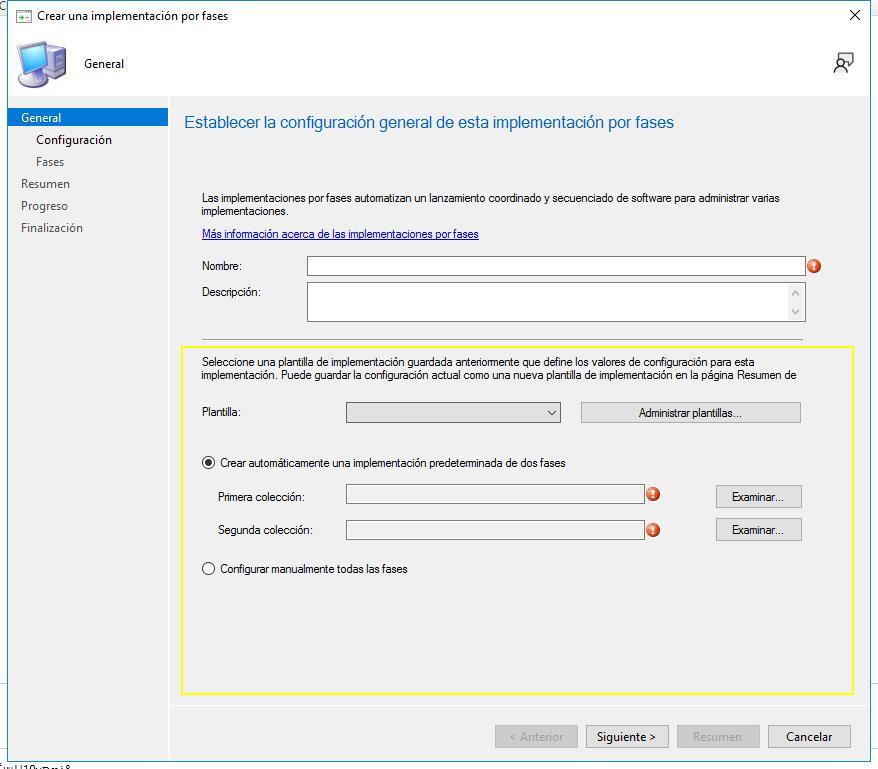 Crear una implementación por fases
General
General
Configuración
Fases
Resumen
Progreso
Finalización
Establecer la configuración general de esta implementación por fases
Las implementaciones por fases automatizan un lanzamiento coordinado y secuenciado de software para administrar varias
implementaciones.
Más información acerca de las implementaciones por fases
Nombre:
Descripción:
Seleccione una plantilla de implementación guardada anteriormente que define los valores de configuración para esta
implementación. Puede guardar la configuración actual como una nueva plantilla de implementación en la página Resumen de
Plantilla:
Administrar plantillas...
Crear automáticamente una implementación predeterminada de dos fases
Primera colección:
Examinar...
Segunda colección:
Examinar...
Configurar manualmente todas las fases
< Anterior
Siguiente >
Resumen
Cancelar